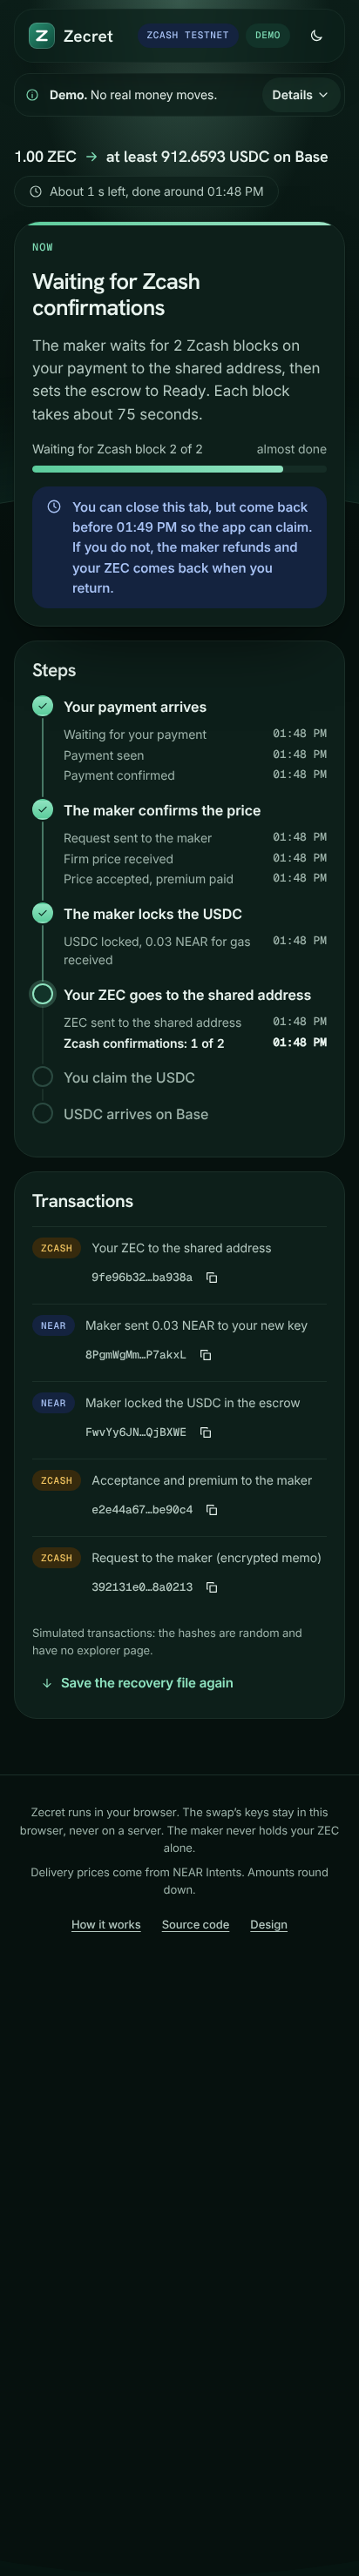 Zecret
ZCASH TESTNET
DEMO
Demo. No real money moves.
Details
1.00 ZEC → at least 912.6593 USDC on Base
About 1 s left, done around 01:48 PM
NOW
Waiting for Zcash
confirmations
The maker waits for 2 Zcash blocks on
your payment to the shared address, then
sets the escrow to Ready. Each block
takes about 75 seconds.
Waiting for Zcash block 2 of 2 almost done
You can close this tab, but come back
before 01:49 PM so the app can claim.
If you do not, the maker refunds and
your ZEC comes back when you
return.
Steps
Your payment arrives
Waiting for your payment 01:48 PM
Payment seen 01:48 PM
Payment confirmed 01:48 PM
The maker confirms the price
Request sent to the maker 01:48 PM
Firm price received 01:48 PM
Price accepted, premium paid 01:48 PM
The maker locks the USDC
USDC locked, 0.03 NEAR for gas 01:48 PM
received
Your ZEC goes to the shared address
ZEC sent to the shared address 01:48 PM
Zcash confirmations: 1 of 2 01:48 PM
You claim the USDC
USDC arrives on Base
Transactions
ZCASH Your ZEC to the shared address
9fe96b32…ba938a
NEAR Maker sent 0.03 NEAR to your new key
8PgmWgMm…P7akxL
NEAR Maker locked the USDC in the escrow
FwvYy6JN…QjBXWE
ZCASH Acceptance and premium to the maker
e2e44a67…be90c4
ZCASH Request to the maker (encrypted memo)
392131e0…8a0213
Simulated transactions: the hashes are random and
have no explorer page.
Save the recovery file again
Zecret runs in your browser. The swap's keys stay in this
browser, never on a server. The maker never holds your ZEC
alone.
Delivery prices come from NEAR Intents. Amounts round
down.
How it works Source code Design